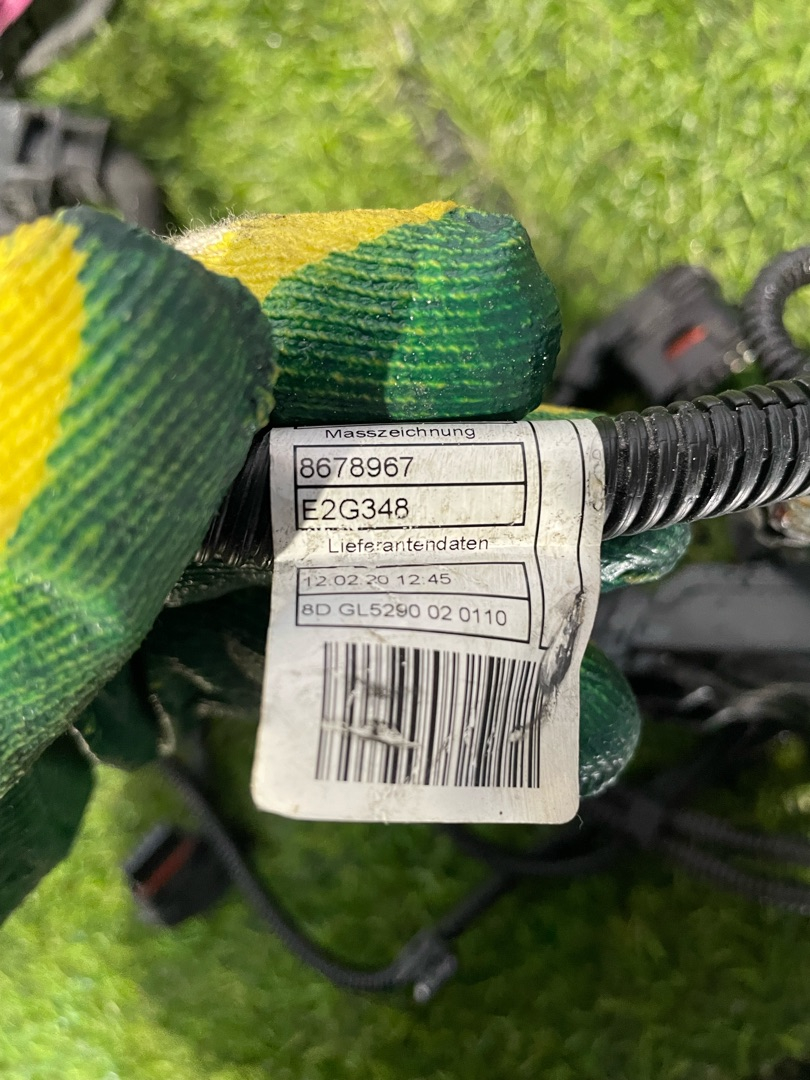 Masszeichnung
8678967
E2G348
Lieferantendaten
12.02.20 12:45
8D GL5290 02 0110